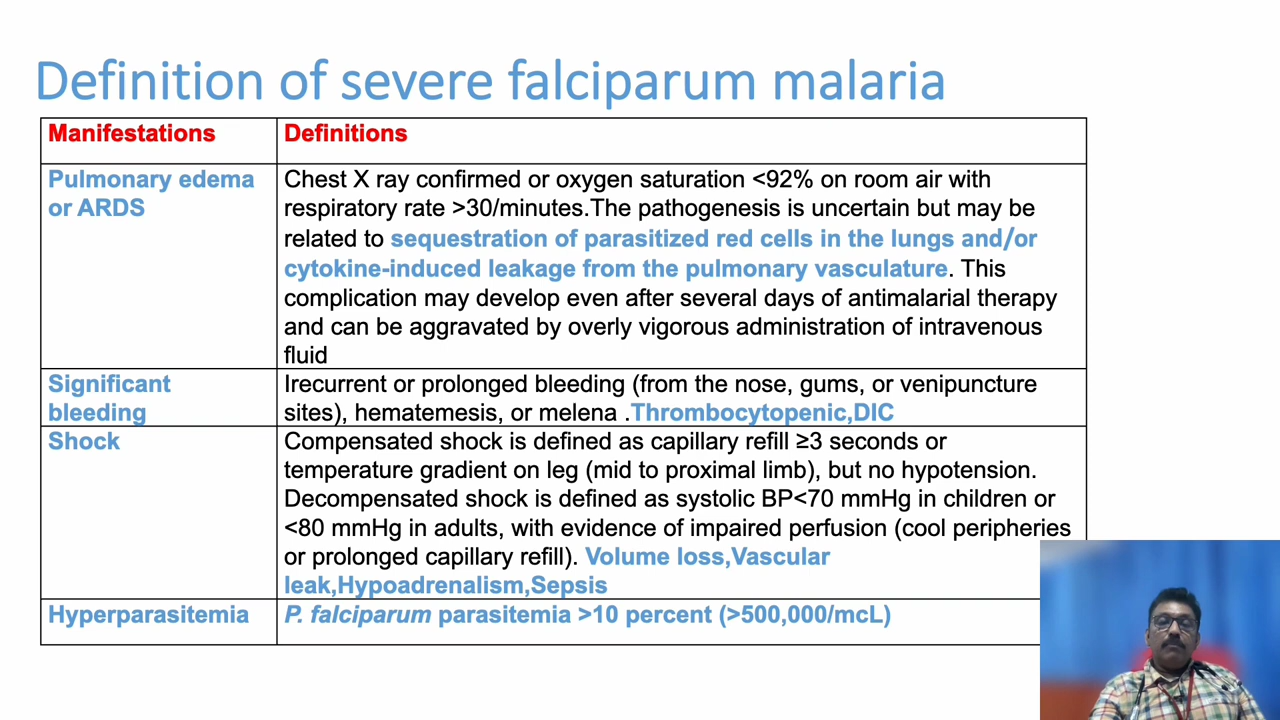 Definition of severe falciparum malaria
Manifestations
Definitions
Pulmonary edema
or ARDS
Chest X ray confirmed or oxygen saturation <92% on room air with
respiratory rate >30/minutes.The pathogenesis is uncertain but may be
related to sequestration of parasitized red cells in the lungs and/or
cytokine-induced leakage from the pulmonary vasculature. This
complication may develop even after several days of antimalarial therapy
and can be aggravated by overly vigorous administration of intravenous
fluid
Significant
bleeding
Irecurrent or prolonged bleeding (from the nose, gums, or venipuncture
sites), hematemesis, or melena .Thrombocytopenic,DIC
Shock
Compensated shock is defined as capillary refill ≥3 seconds or
temperature gradient on leg (mid to proximal limb), but no hypotension.
Decompensated shock is defined as systolic BP<70 mmHg in children or
<80 mmHg in adults, with evidence of impaired perfusion (cool peripheries
or prolonged capillary refill). Volume loss,Vascular
leak,Hypoadrenalism,Sepsis
Hyperparasitemia
P. falciparum parasitemia >10 percent (>500,000/mcL)